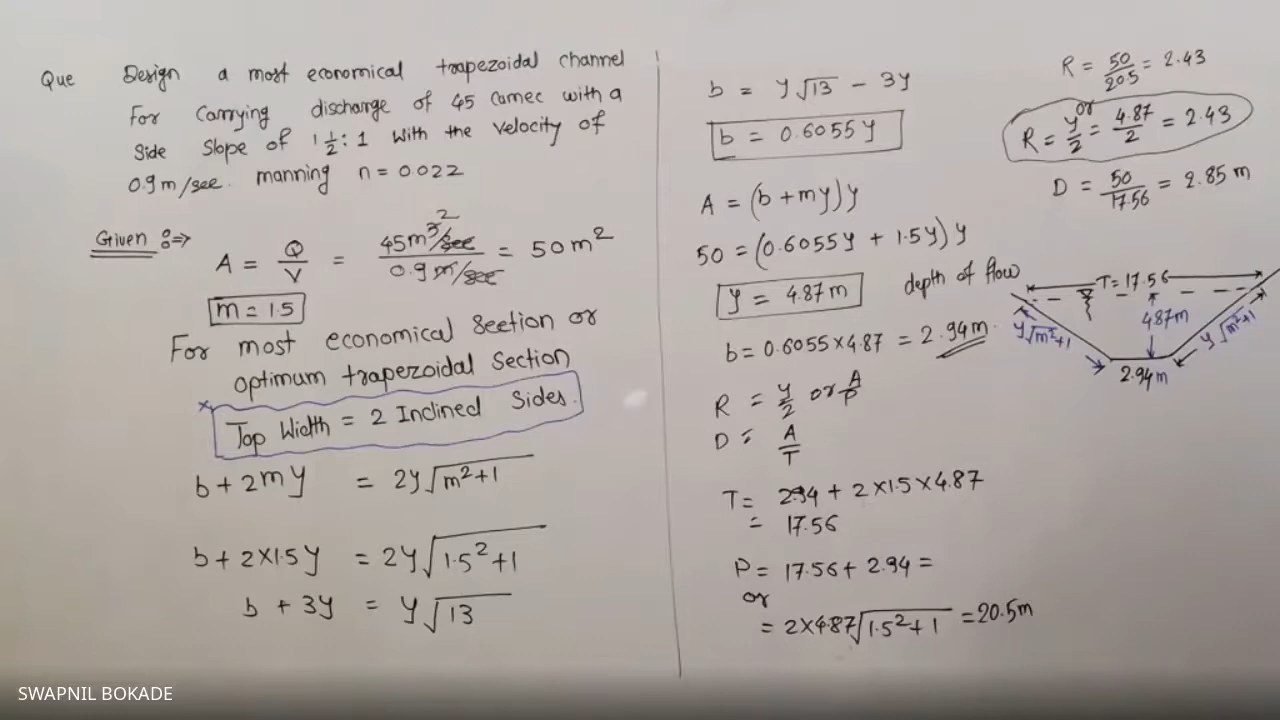 Que Design a most economical trapezoidal channel
For Carrying discharge of 45 Cumec with a
Side Slope of 1 1/2 : 1 with the velocity of
0.9 m/sec. manning n = 0.022
Given :⇒
A = Q/V = 45m³/sec / 0.9 m/sec = 50 m²
2
m = 1.5
For most economical Section or
optimum trapezoidal Section
Top Width = 2 Inclined Sides.
b + 2my = 2y√(m²+1)
b + 2×1.5y = 2y√(1.5²+1)
b + 3y = y√13
b = y√13 − 3y
b = 0.6055y
A = (b + my)y
50 = (0.6055y + 1.5y)y
y = 4.87m depth of flow
b = 0.6055×4.87 = 2.94m.
R = y/2 or A/P
D = A/T
T = 2.94 + 2×1.5×4.87
= 17.56
P = 17.56 + 2.94 =
or
= 2×4.87√(1.5²+1) = 20.5m
R = 50/20.5 = 2.43
or
R = y/2 = 4.87/2 = 2.43
D = 50/17.56 = 2.85 m
T = 17.56
y√m²+1
4.87m
y√m²+1
2.94m
SWAPNIL BOKADE